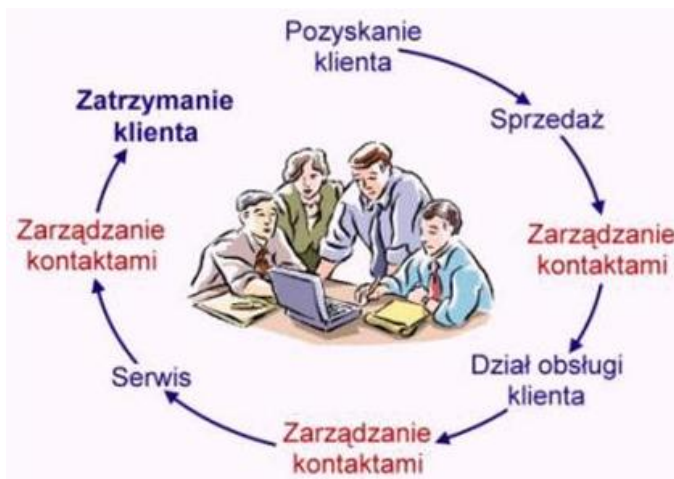 Pozyskanie
klienta
Sprzedaż
Zarządzanie
kontaktami
Dział obsługi
klienta
Zarządzanie
kontaktami
Serwis
Zarządzanie
kontaktami
Zatrzymanie
klienta